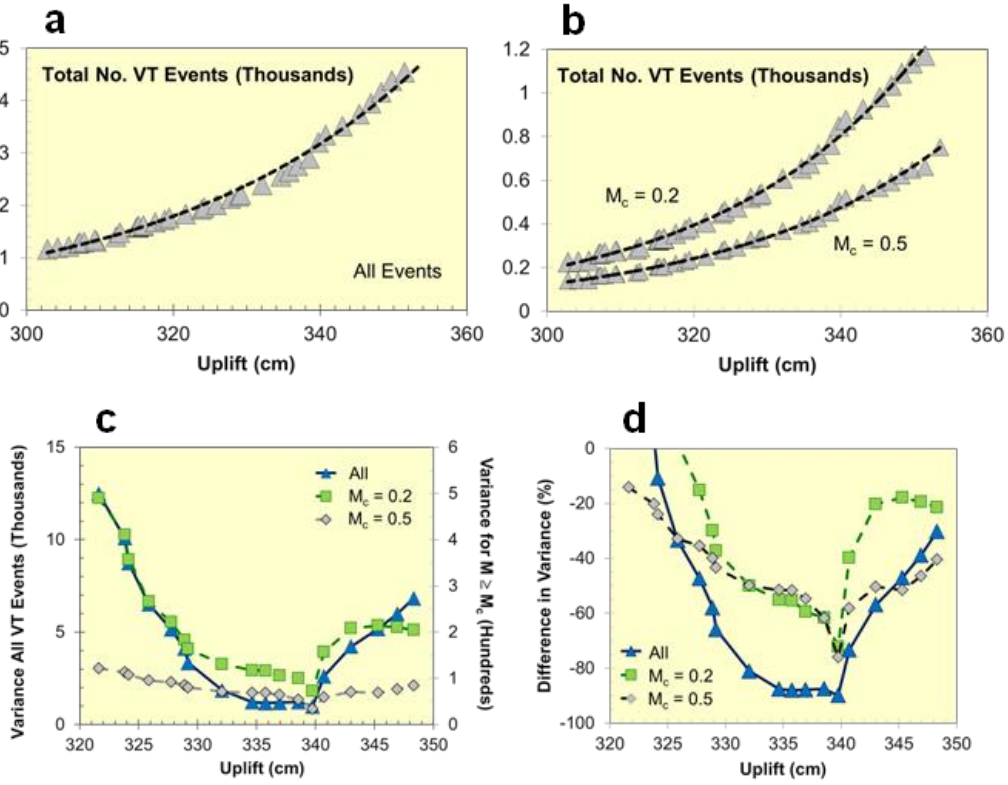 a
b
5
4
3
2
1
0
Total No. VT Events (Thousands)
All Events
300 320 340 360
Uplift (cm)
1.2
1
0.8
0.6
0.4
0.2
0
Total No. VT Events (Thousands)
Mc = 0.2
Mc = 0.5
300 320 340 360
Uplift (cm)
c
d
Variance All VT Events (Thousands)
15
10
5
0
All
Mc = 0.2
Mc = 0.5
6
5
4
3
2
1
0
Variance for M ≥ Mc (Hundreds)
320 325 330 335 340 345 350
Uplift (cm)
Difference in Variance (%)
0
-20
-40
-60
-80
-100
All
Mc = 0.2
Mc = 0.5
320 325 330 335 340 345 350
Uplift (cm)